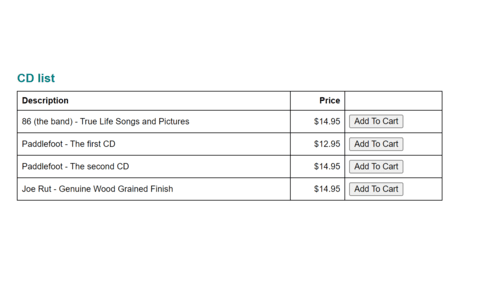 CD list
Description Price
86 (the band) - True Life Songs and Pictures $14.95 Add To Cart
Paddlefoot - The first CD $12.95 Add To Cart
Paddlefoot - The second CD $14.95 Add To Cart
Joe Rut - Genuine Wood Grained Finish $14.95 Add To Cart